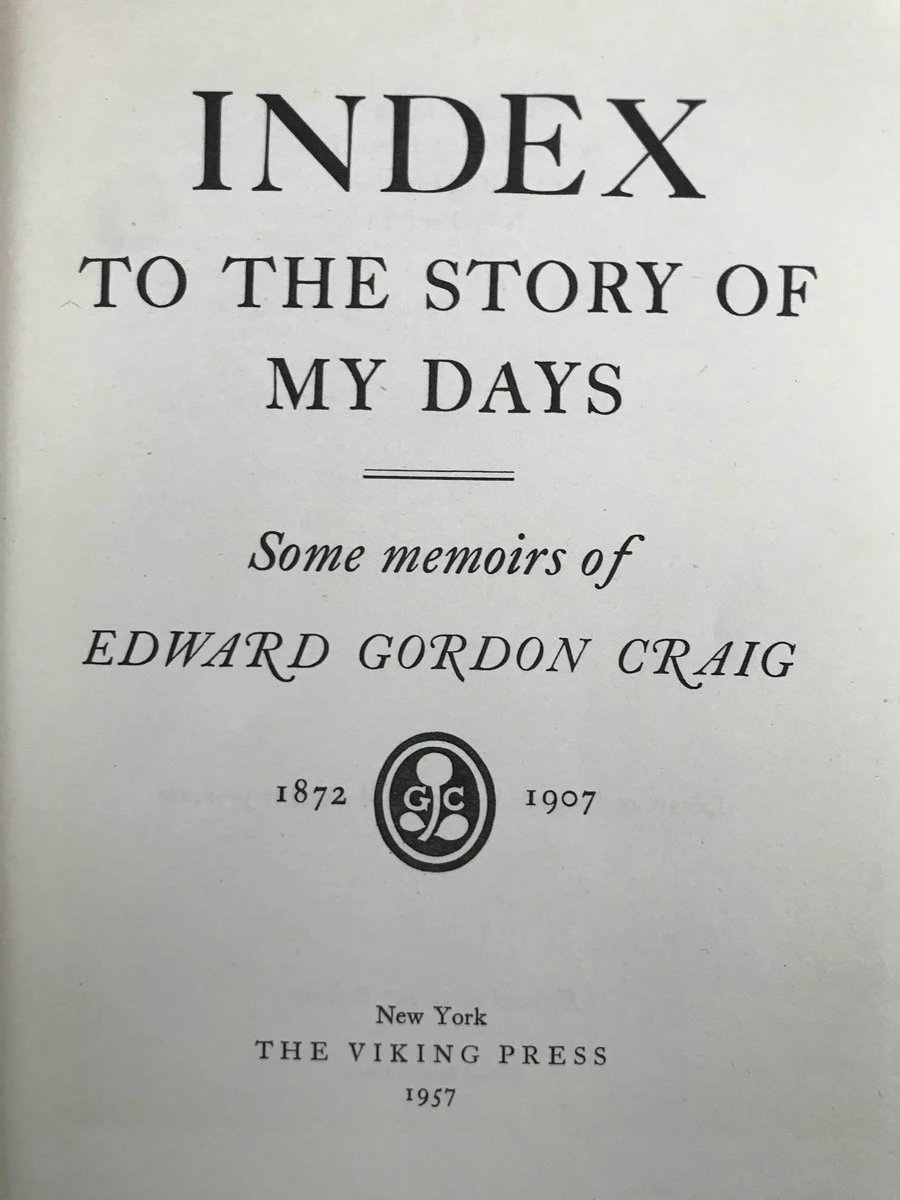 INDEX
TO THE STORY OF
MY DAYS
Some memoirs of
EDWARD GORDON CRAIG
1872 GC 1907
New York
THE VIKING PRESS
1957